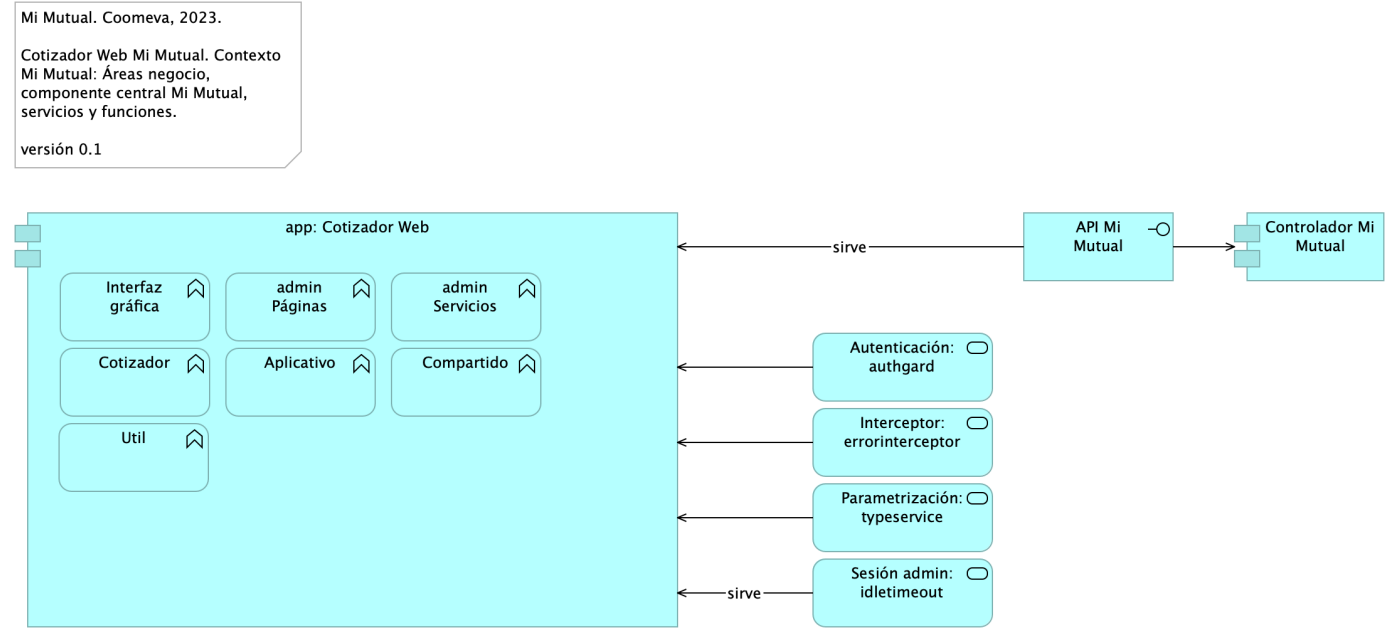 Mi Mutual. Coomeva, 2023.
Cotizador Web Mi Mutual. Contexto
Mi Mutual: Áreas negocio,
componente central Mi Mutual,
servicios y funciones.
versión 0.1
app: Cotizador Web
sirve
API Mi
Mutual
Controlador Mi
Mutual
Interfaz
gráfica
admin
Páginas
admin
Servicios
Cotizador
Aplicativo
Compartido
Util
Autenticación:
authgard
Interceptor:
errorinterceptor
Parametrización:
typeservice
Sesión admin:
idletimeout
sirve